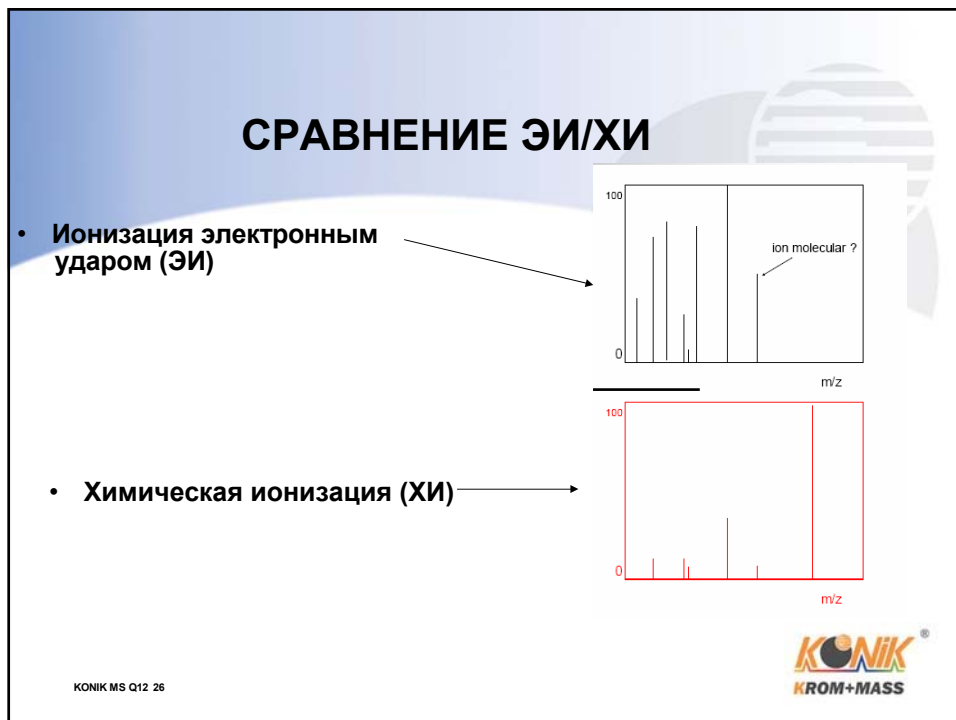 СРАВНЕНИЕ ЭИ/ХИ
• Ионизация электронным
ударом (ЭИ)
100
ion molecular ?
0
m/z
100
• Химическая ионизация (ХИ)
0
m/z
KONIK ®
KROM+MASS
KONIK MS Q12 26